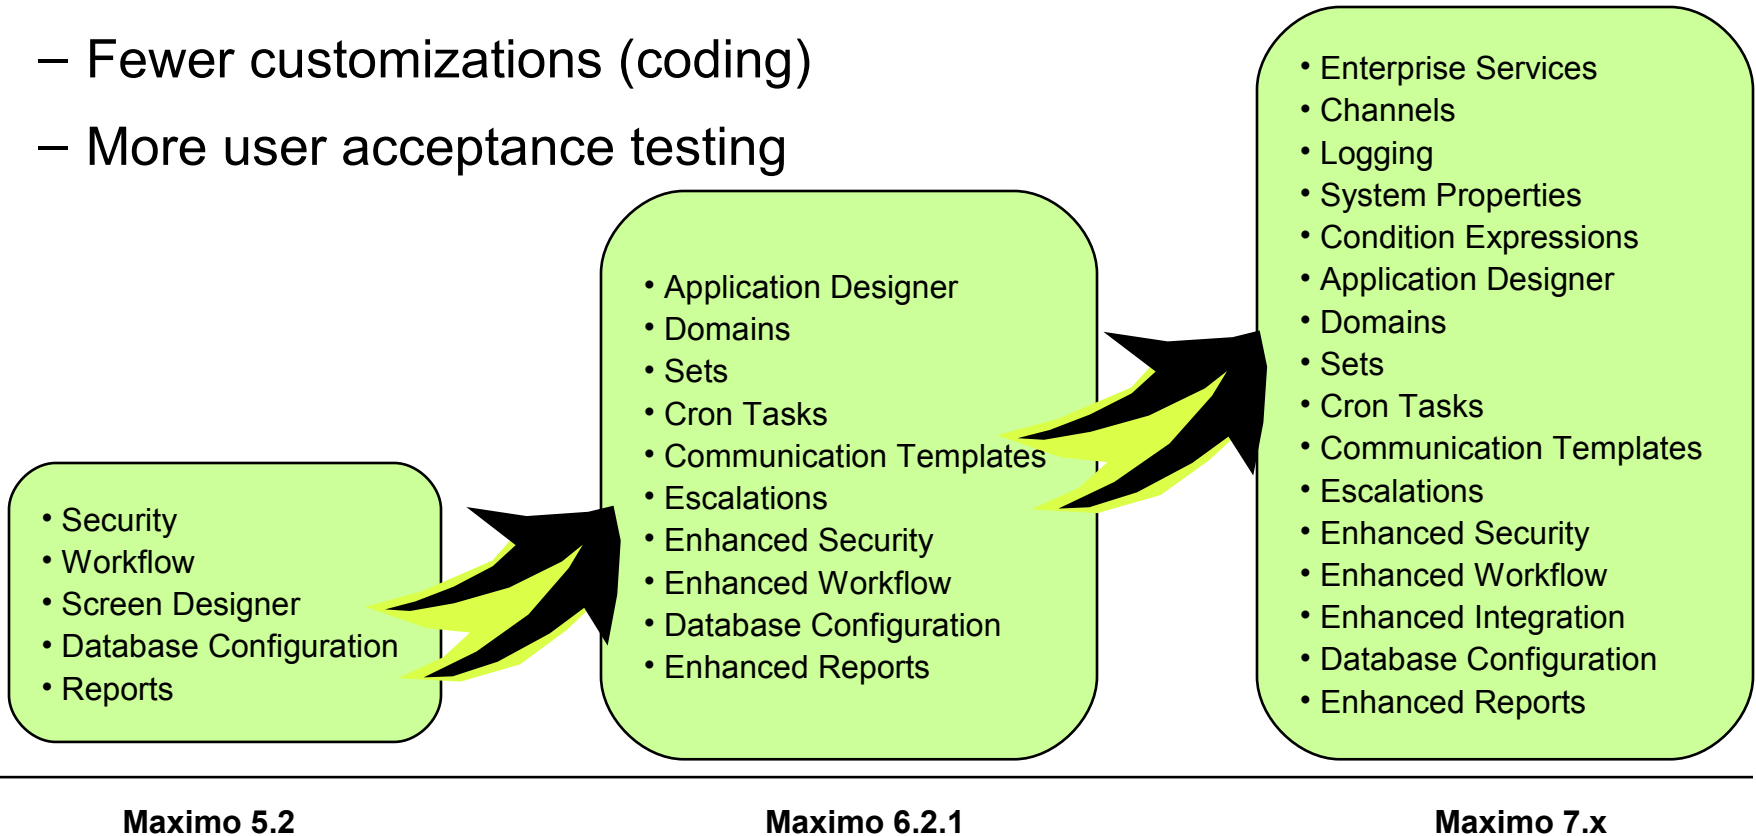 – Fewer customizations (coding)
– More user acceptance testing
• Security
• Workflow
• Screen Designer
• Database Configuration
• Reports
• Application Designer
• Domains
• Sets
• Cron Tasks
• Communication Templates
• Escalations
• Enhanced Security
• Enhanced Workflow
• Database Configuration
• Enhanced Reports
• Enterprise Services
• Channels
• Logging
• System Properties
• Condition Expressions
• Application Designer
• Domains
• Sets
• Cron Tasks
• Communication Templates
• Escalations
• Enhanced Security
• Enhanced Workflow
• Enhanced Integration
• Database Configuration
• Enhanced Reports
Maximo 5.2
Maximo 6.2.1
Maximo 7.x